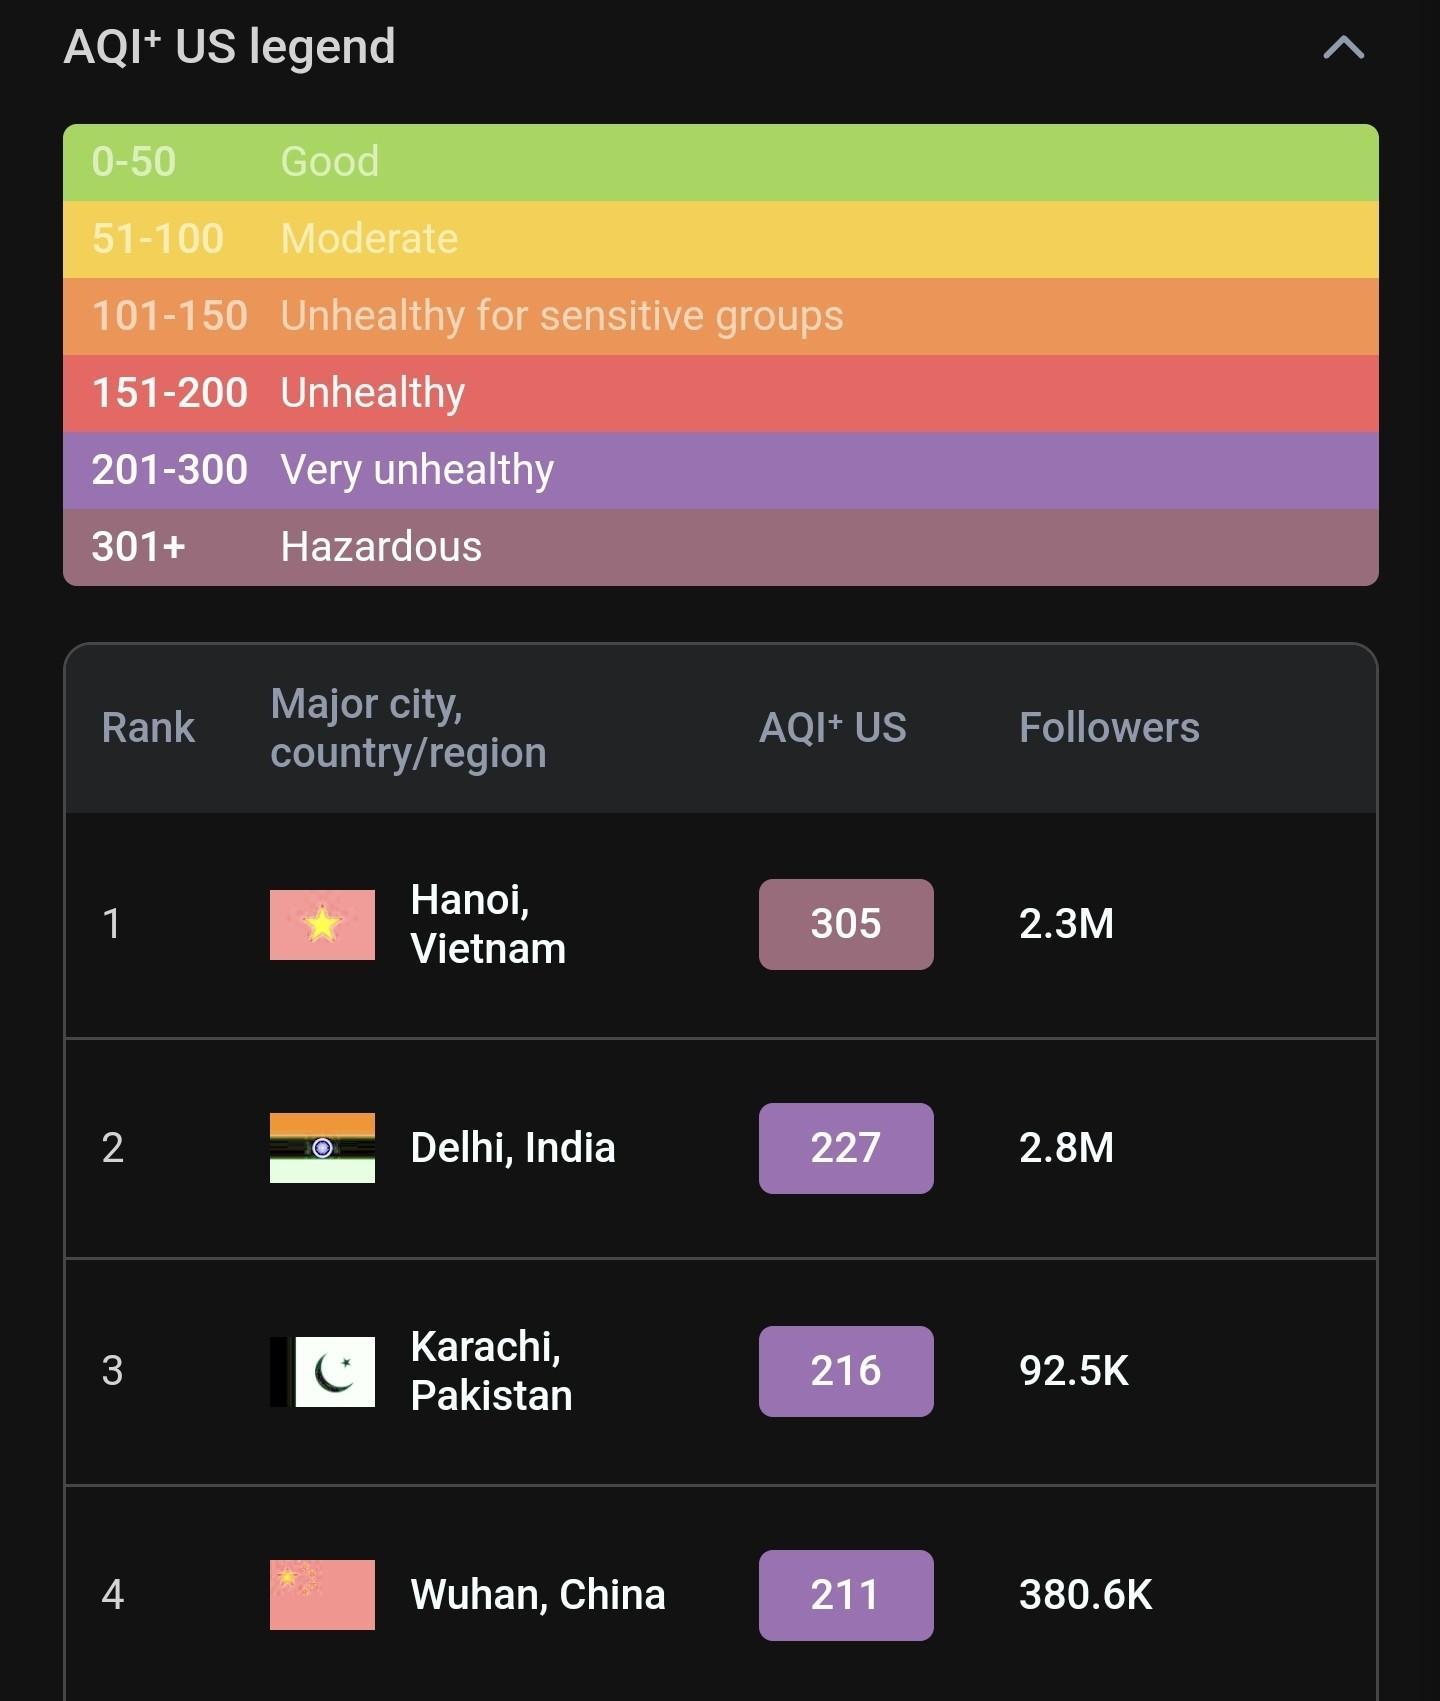 AQI⁺ US legend
0-50 Good
51-100 Moderate
101-150 Unhealthy for sensitive groups
151-200 Unhealthy
201-300 Very unhealthy
301+ Hazardous
Rank Major city, country/region AQI⁺ US Followers
1 Hanoi, Vietnam 305 2.3M
2 Delhi, India 227 2.8M
3 Karachi, Pakistan 216 92.5K
4 Wuhan, China 211 380.6K